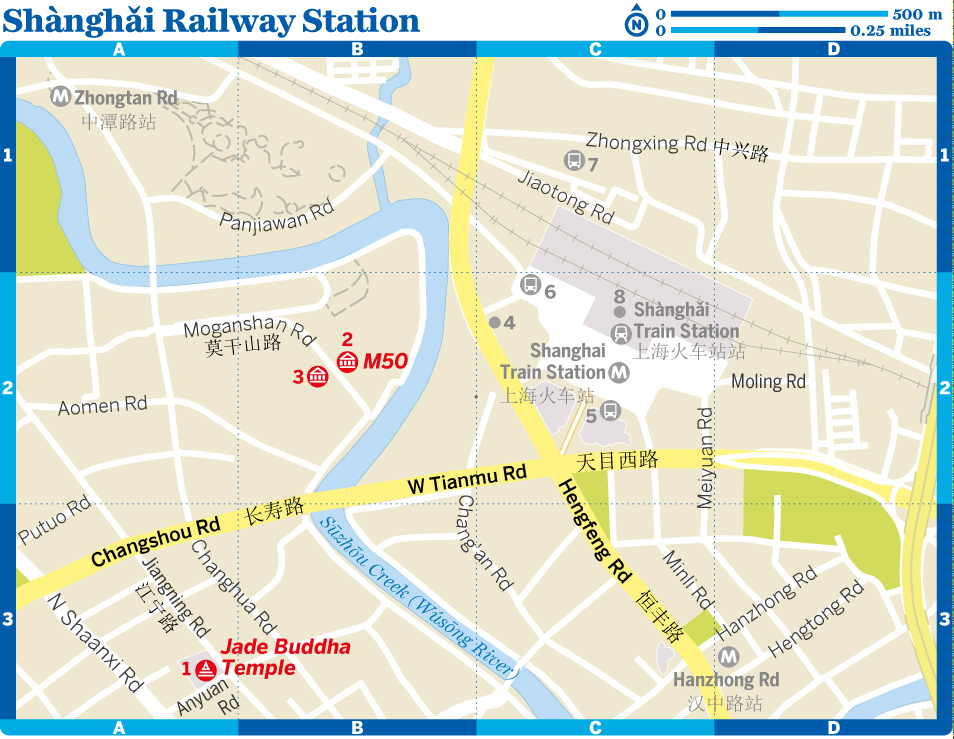 Shànghǎi Railway Station
N
0 500 m
0 0.25 miles
A B C D
1
1
M Zhongtan Rd
中潭路站
Zhongxing Rd 中兴路
7
Jiaotong Rd
Panjiawan Rd
6
8
4
Shànghǎi
Train Station
上海火车站站
Moganshan Rd
莫干山路
2
M50
3
Shanghai
Train Station M
上海火车站
5
2
2
Moling Rd
Aomen Rd
Meiyuan Rd
天目西路
W Tianmu Rd
长寿路
Changshou Rd
Putuo Rd
Hengfeng Rd
恒丰路
Chang'an Rd
Sūzhōu Creek (Wúsōng River)
Changhua Rd
Jiangning Rd
江宁路
N Shaanxi Rd
Minli Rd
Hanzhong Rd
Hengtong Rd
3
3
Jade Buddha
1 Temple
Anyuan
Rd
M
Hanzhong Rd
汉中路站
A B C D